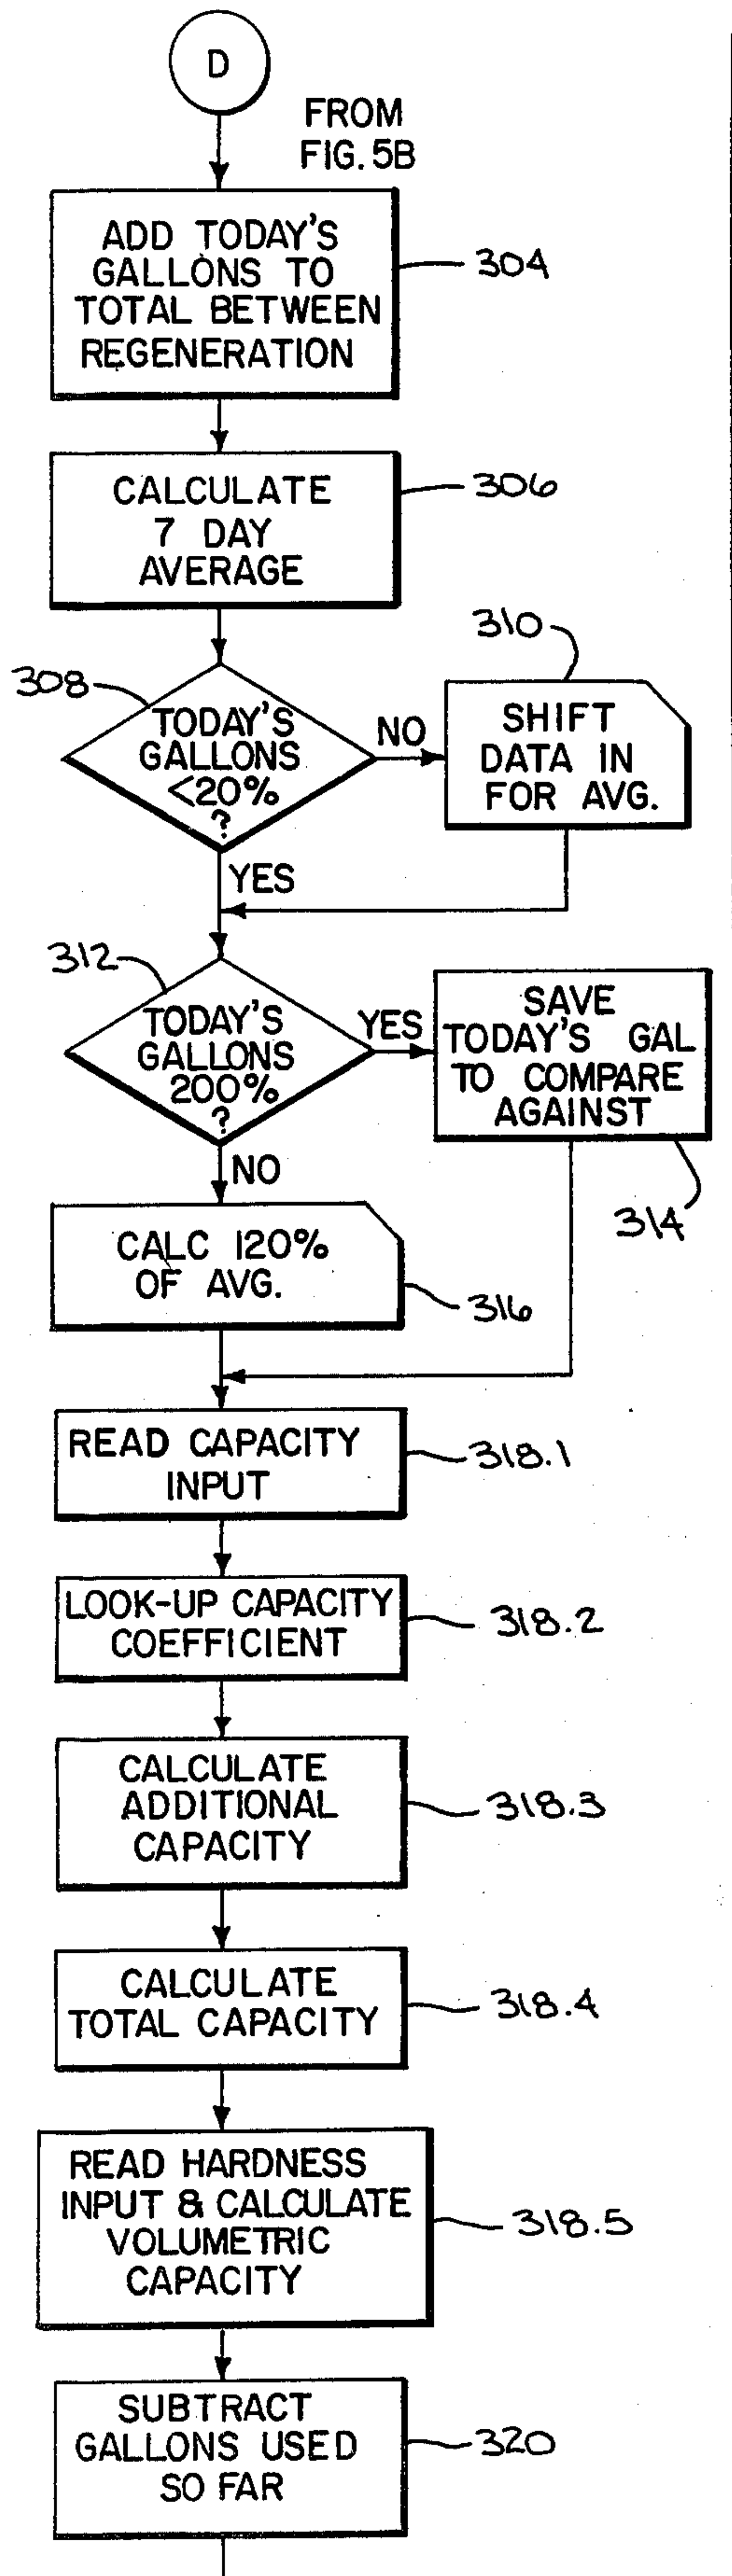 D
FROM
FIG. 5B
ADD TODAY'S
GALLONS TO
TOTAL BETWEEN
REGENERATION
304
CALCULATE
7 DAY
AVERAGE
306
308
TODAY'S
GALLONS
<20%
?
NO
310
SHIFT
DATA IN
FOR AVG.
YES
312
TODAY'S
GALLONS
200%
?
YES
SAVE
TODAY'S GAL
TO COMPARE
AGAINST
314
NO
CALC 120%
OF AVG.
316
READ CAPACITY
INPUT
318.1
LOOK-UP CAPACITY
COEFFICIENT
318.2
CALCULATE
ADDITIONAL
CAPACITY
318.3
CALCULATE
TOTAL CAPACITY
318.4
READ HARDNESS
INPUT & CALCULATE
VOLUMETRIC
CAPACITY
318.5
SUBTRACT
GALLONS USED
SO FAR
320